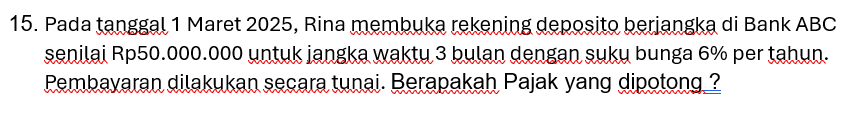 15. Pada tanggal 1 Maret 2025, Rina membuka rekening deposito berjangka di Bank ABC
senilai Rp50.000.000 untuk jangka waktu 3 bulan dengan suku bunga 6% per tahun.
Pembayaran dilakukan secara tunai. Berapakah Pajak yang dipotong ?